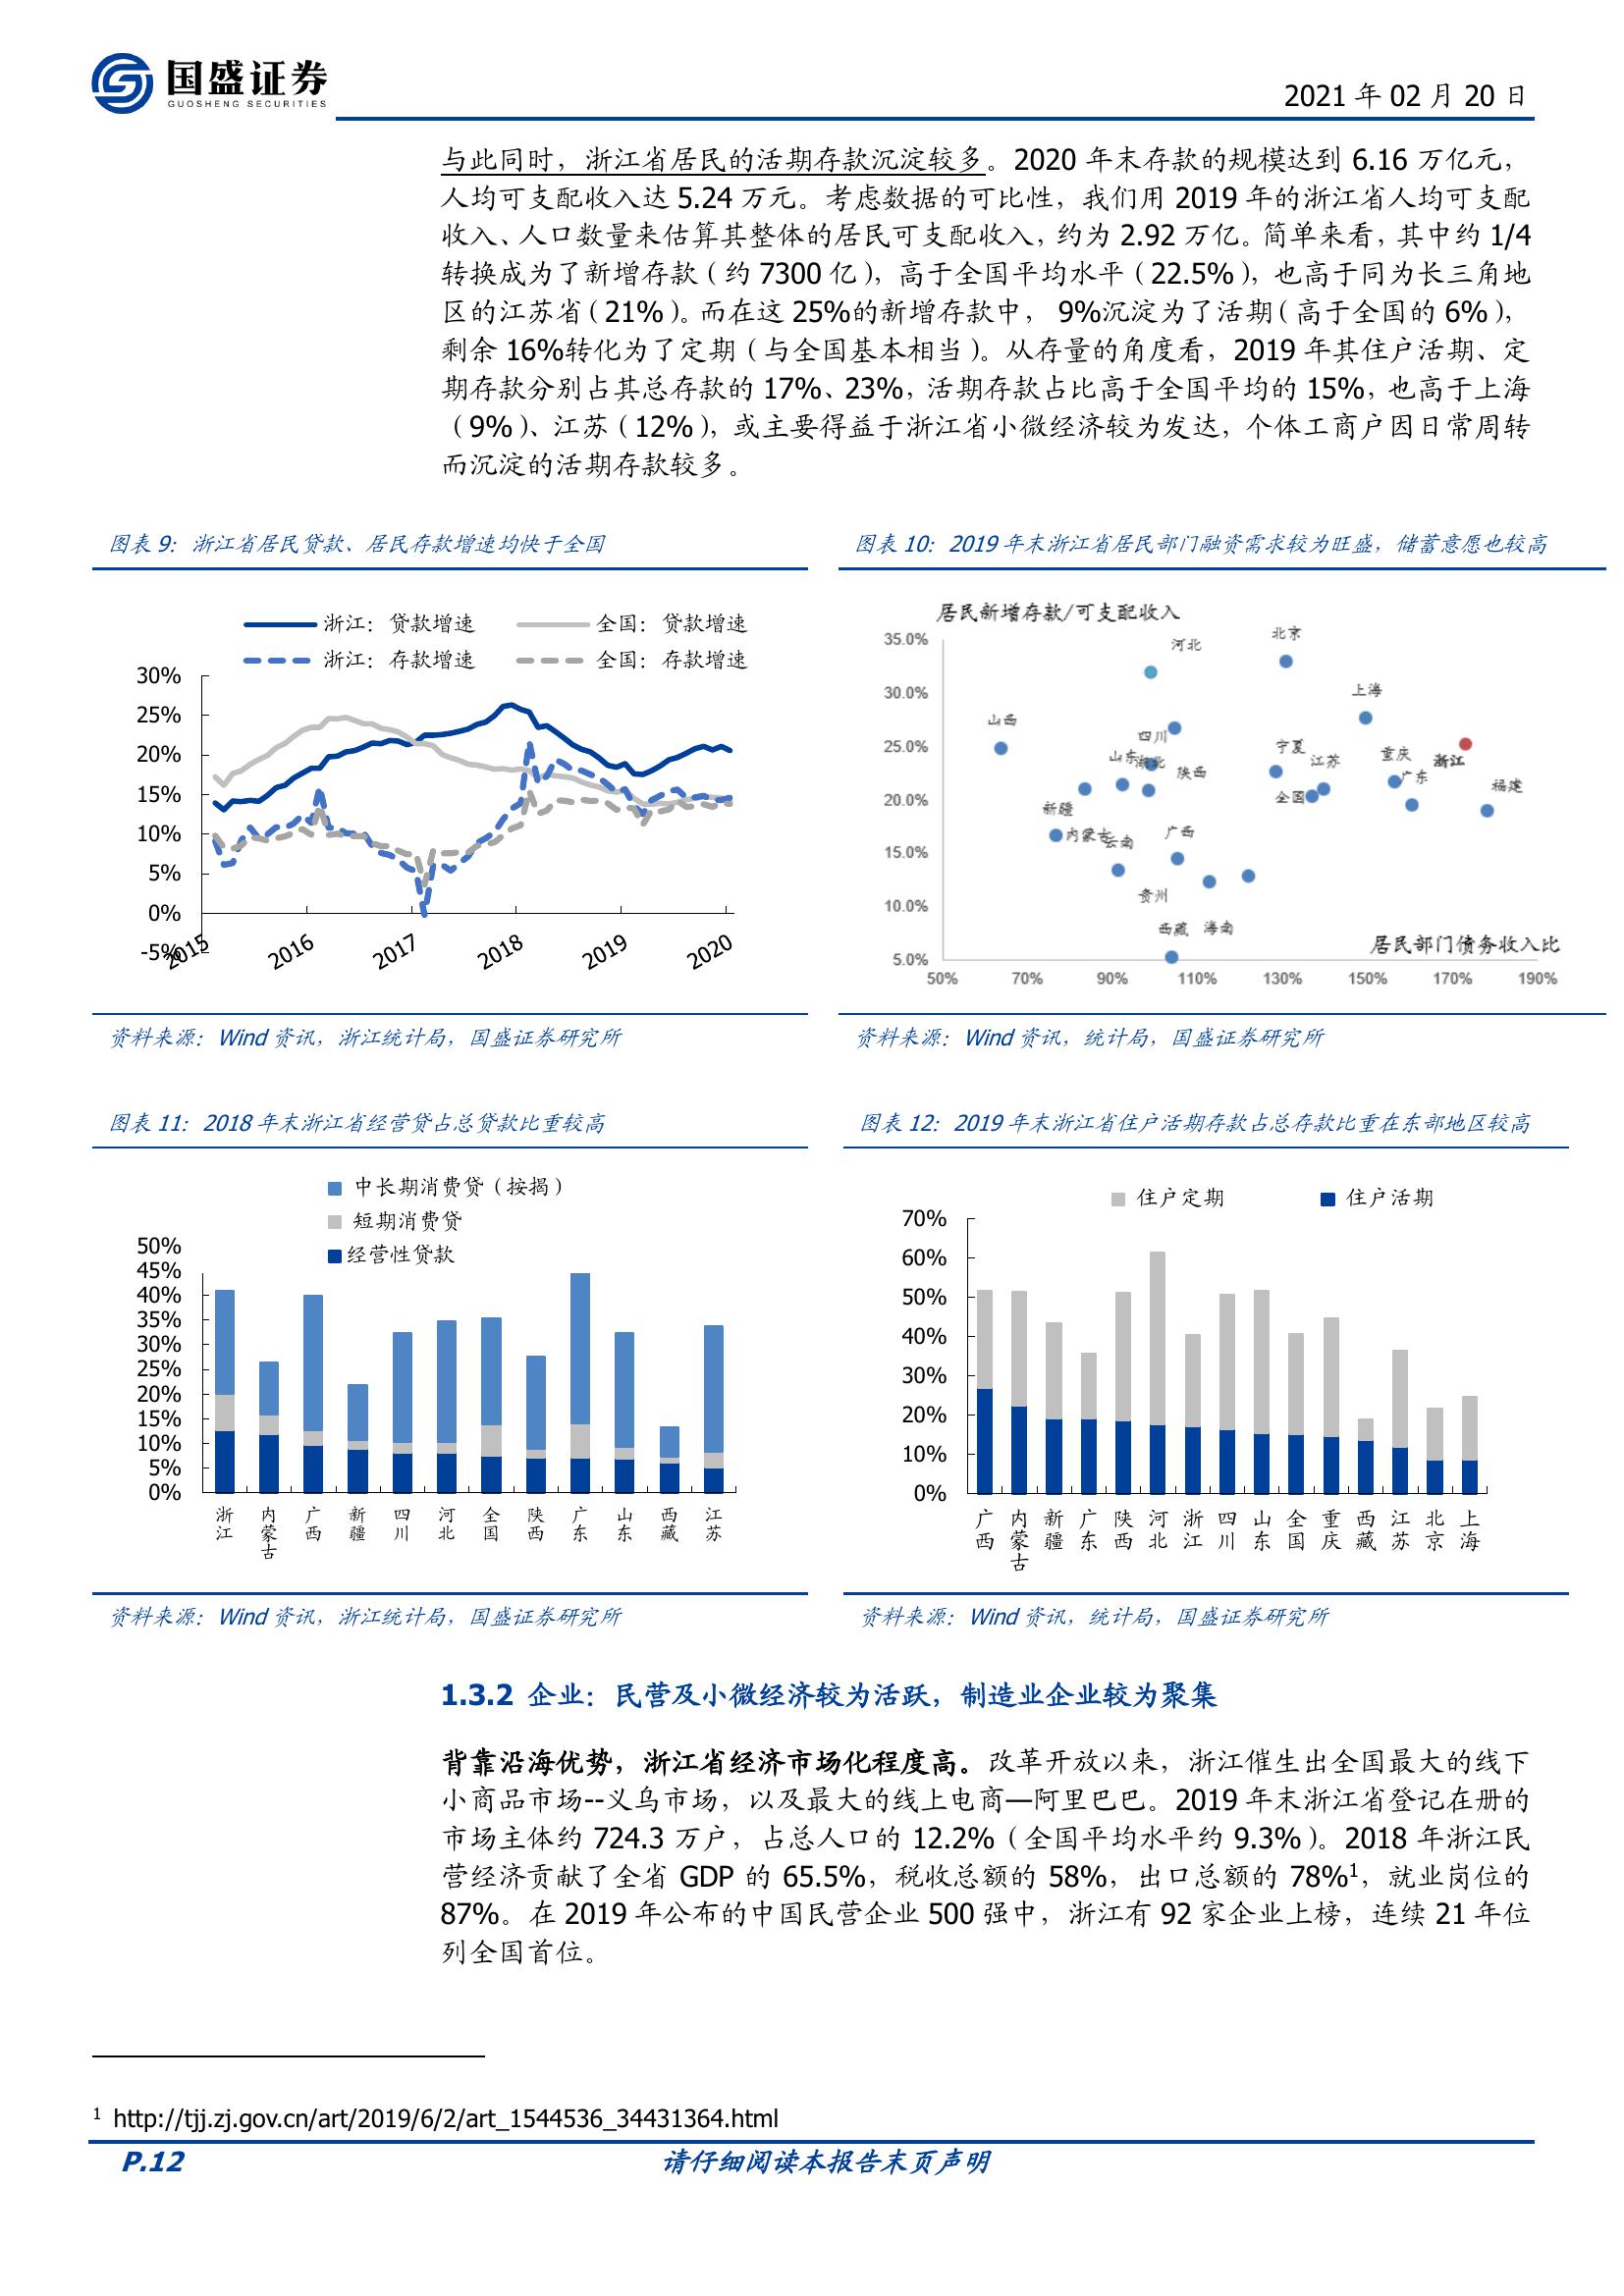 国盛证券
GUOSHENG SECURITIES
2021 年 02 月 20 日
与此同时，浙江省居民的活期存款沉淀较多。2020 年末存款的规模达到 6.16 万亿元，
人均可支配收入达 5.24 万元。考虑数据的可比性，我们用 2019 年的浙江省人均可支配
收入、人口数量来估算其整体的居民可支配收入，约为 2.92 万亿。简单来看，其中约 1/4
转换成为了新增存款（约 7300 亿），高于全国平均水平（22.5%），也高于同为长三角地
区的江苏省（21%）。而在这 25%的新增存款中， 9%沉淀为了活期（高于全国的 6%），
剩余 16%转化为了定期（与全国基本相当）。从存量的角度看，2019 年其住户活期、定
期存款分别占其总存款的 17%、23%，活期存款占比高于全国平均的 15%，也高于上海
（9%）、江苏（12%），或主要得益于浙江省小微经济较为发达，个体工商户因日常周转
而沉淀的活期存款较多。
图表 9：浙江省居民贷款、居民存款增速均快于全国
浙江：贷款增速
全国：贷款增速
浙江：存款增速
全国：存款增速
30%
25%
20%
15%
10%
5%
0%
-5%
2015
2016
2017
2018
2019
2020
资料来源：Wind 资讯，浙江统计局，国盛证券研究所
图表 10：2019 年末浙江省居民部门融资需求较为旺盛，储蓄意愿也较高
居民新增存款/可支配收入
35.0%
30.0%
25.0%
20.0%
15.0%
10.0%
5.0%
北京
河北
上海
山西
四川
宁夏
重庆
浙江
山东
湖北
江苏
陕西
广东
福建
全国
新疆
内蒙古
云南
广西
贵州
西藏
海南
居民部门债务收入比
50%
70%
90%
110%
130%
150%
170%
190%
资料来源：Wind 资讯，统计局，国盛证券研究所
图表 11：2018 年末浙江省经营贷占总贷款比重较高
中长期消费贷（按揭）
短期消费贷
经营性贷款
50%
45%
40%
35%
30%
25%
20%
15%
10%
5%
0%
浙江
内蒙古
广西
新疆
四川
河北
全国
陕西
广东
山东
西藏
江苏
资料来源：Wind 资讯，浙江统计局，国盛证券研究所
图表 12：2019 年末浙江省住户活期存款占总存款比重在东部地区较高
住户定期
住户活期
70%
60%
50%
40%
30%
20%
10%
0%
广西
内蒙古
新疆
广东
陕西
河北
浙江
四川
山东
全国
重庆
西藏
江苏
北京
上海
资料来源：Wind 资讯，统计局，国盛证券研究所
1.3.2 企业：民营及小微经济较为活跃，制造业企业较为聚集
背靠沿海优势，浙江省经济市场化程度高。改革开放以来，浙江催生出全国最大的线下
小商品市场--义乌市场，以及最大的线上电商—阿里巴巴。2019 年末浙江省登记在册的
市场主体约 724.3 万户，占总人口的 12.2%（全国平均水平约 9.3%）。2018 年浙江民
营经济贡献了全省 GDP 的 65.5%，税收总额的 58%，出口总额的 78%¹，就业岗位的
87%。在 2019 年公布的中国民营企业 500 强中，浙江有 92 家企业上榜，连续 21 年位
列全国首位。
¹ http://tjj.zj.gov.cn/art/2019/6/2/art_1544536_34431364.html
P.12
请仔细阅读本报告末页声明